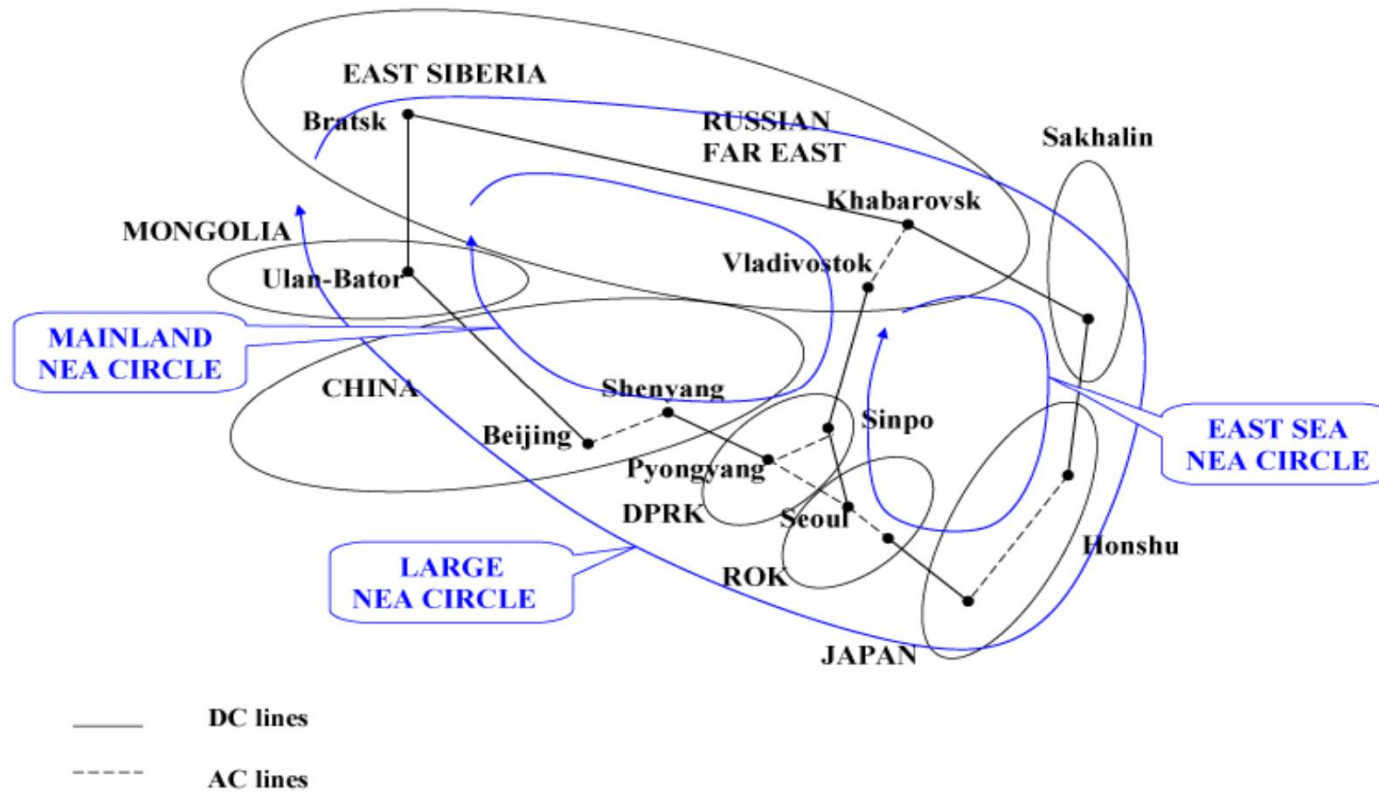 EAST SIBERIA
Bratsk
RUSSIAN
FAR EAST
Sakhalin
Khabarovsk
MONGOLIA
Vladivostok
Ulan-Bator
MAINLAND
NEA CIRCLE
CHINA
Shenyang
Beijing
Sinpo
EAST SEA
NEA CIRCLE
Pyongyang
DPRK
Seoul
Honshu
ROK
LARGE
NEA CIRCLE
JAPAN
DC lines
AC lines